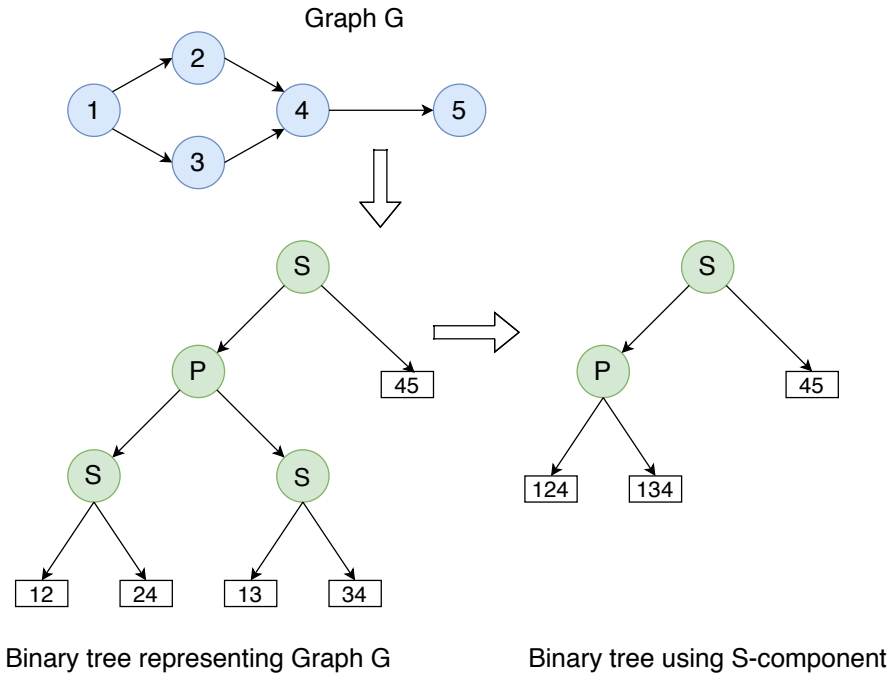 Graph G
2
1 4 5
3
S S
P 45 P 45
S S 124 134
12 24 13 34
Binary tree representing Graph G
Binary tree using S-component